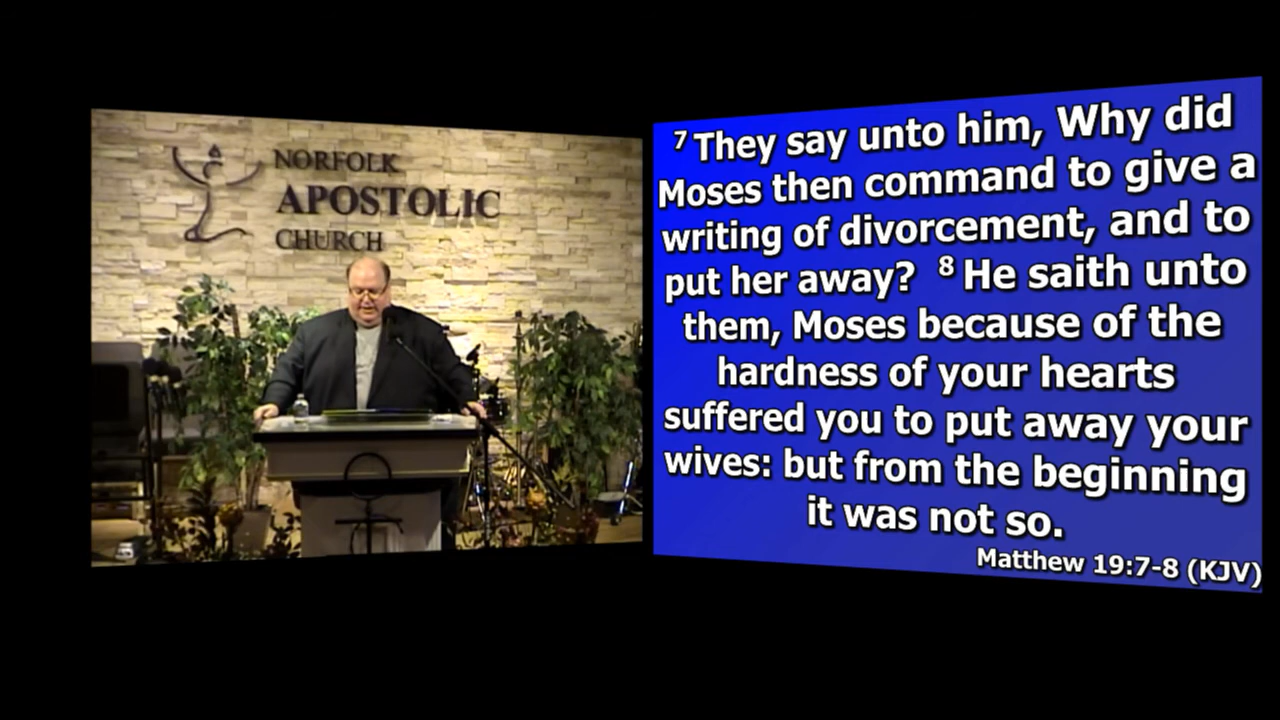 NORFOLK
APOSTOLIC
CHURCH
7 They say unto him, Why did
Moses then command to give a
writing of divorcement, and to
put her away? 8 He saith unto
them, Moses because of the
hardness of your hearts
suffered you to put away your
wives: but from the beginning
it was not so.
Matthew 19:7-8 (KJV)